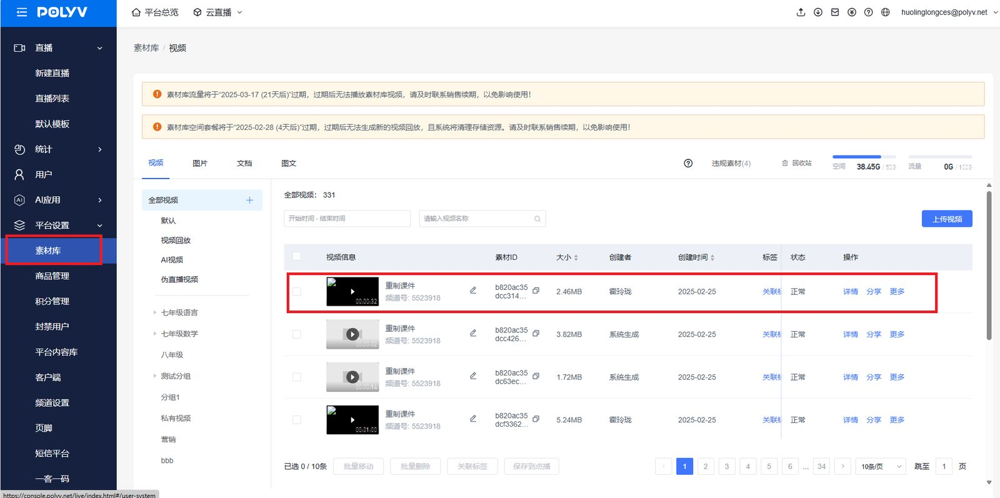 POLYV
平台总览
云直播
huolinglongces@polyv.net
直播
新建直播
直播列表
默认模板
统计
用户
AI应用
平台设置
素材库
商品管理
积分管理
封禁用户
平台内容库
客户端
频道设置
页脚
短信平台
一客一码
https://console.polyv.net/live/index.html#/user-system
素材库 / 视频
素材库流量将于“2025-03-17 (21天后)”过期，过期后无法播放素材库视频，请及时联系销售续期，以免影响使用！
素材库空间套餐将于“2025-02-28 (4天后)”过期，过期后无法生成新的视频回放，且系统将清理存储资源。请及时联系销售续期，以免影响使用！
视频 图片 文档 图文
违规素材(4) 回收站 空间 38.45G / 50G 流量 0G / 100G
全部视频
默认
视频回放
AI视频
伪直播视频
七年级语言
七年级数学
八年级
测试分组
分组1
私有视频
营销
bbb
全部视频： 331
开始时间 - 结束时间 请输入视频名称 上传视频
视频信息 素材ID 大小 创建者 创建时间 标签 状态 操作
00:00:32 重制课件 频道号: 5523918 b820ac35dcc314... 2.46MB 霍玲珑 2025-02-25 关联标 正常 详情 分享 更多
00:00:32 重制课件 频道号: 5523918 b820ac35dcc426... 3.82MB 系统生成 2025-02-25 关联标 正常 详情 分享 更多
00:00:14 重制课件 频道号: 5523918 b820ac35dc63ec... 1.72MB 系统生成 2025-02-25 关联标 正常 详情 分享 更多
00:01:00 重制课件 频道号: 5523918 b820ac35dcf3362... 5.24MB 霍玲珑 2025-02-25 关联标 正常 详情 分享 更多
已选 0 / 10条 批量移动 批量删除 关联标签 保存到点播 1 2 3 4 5 6 ... 34 10条/页 跳至 1 页